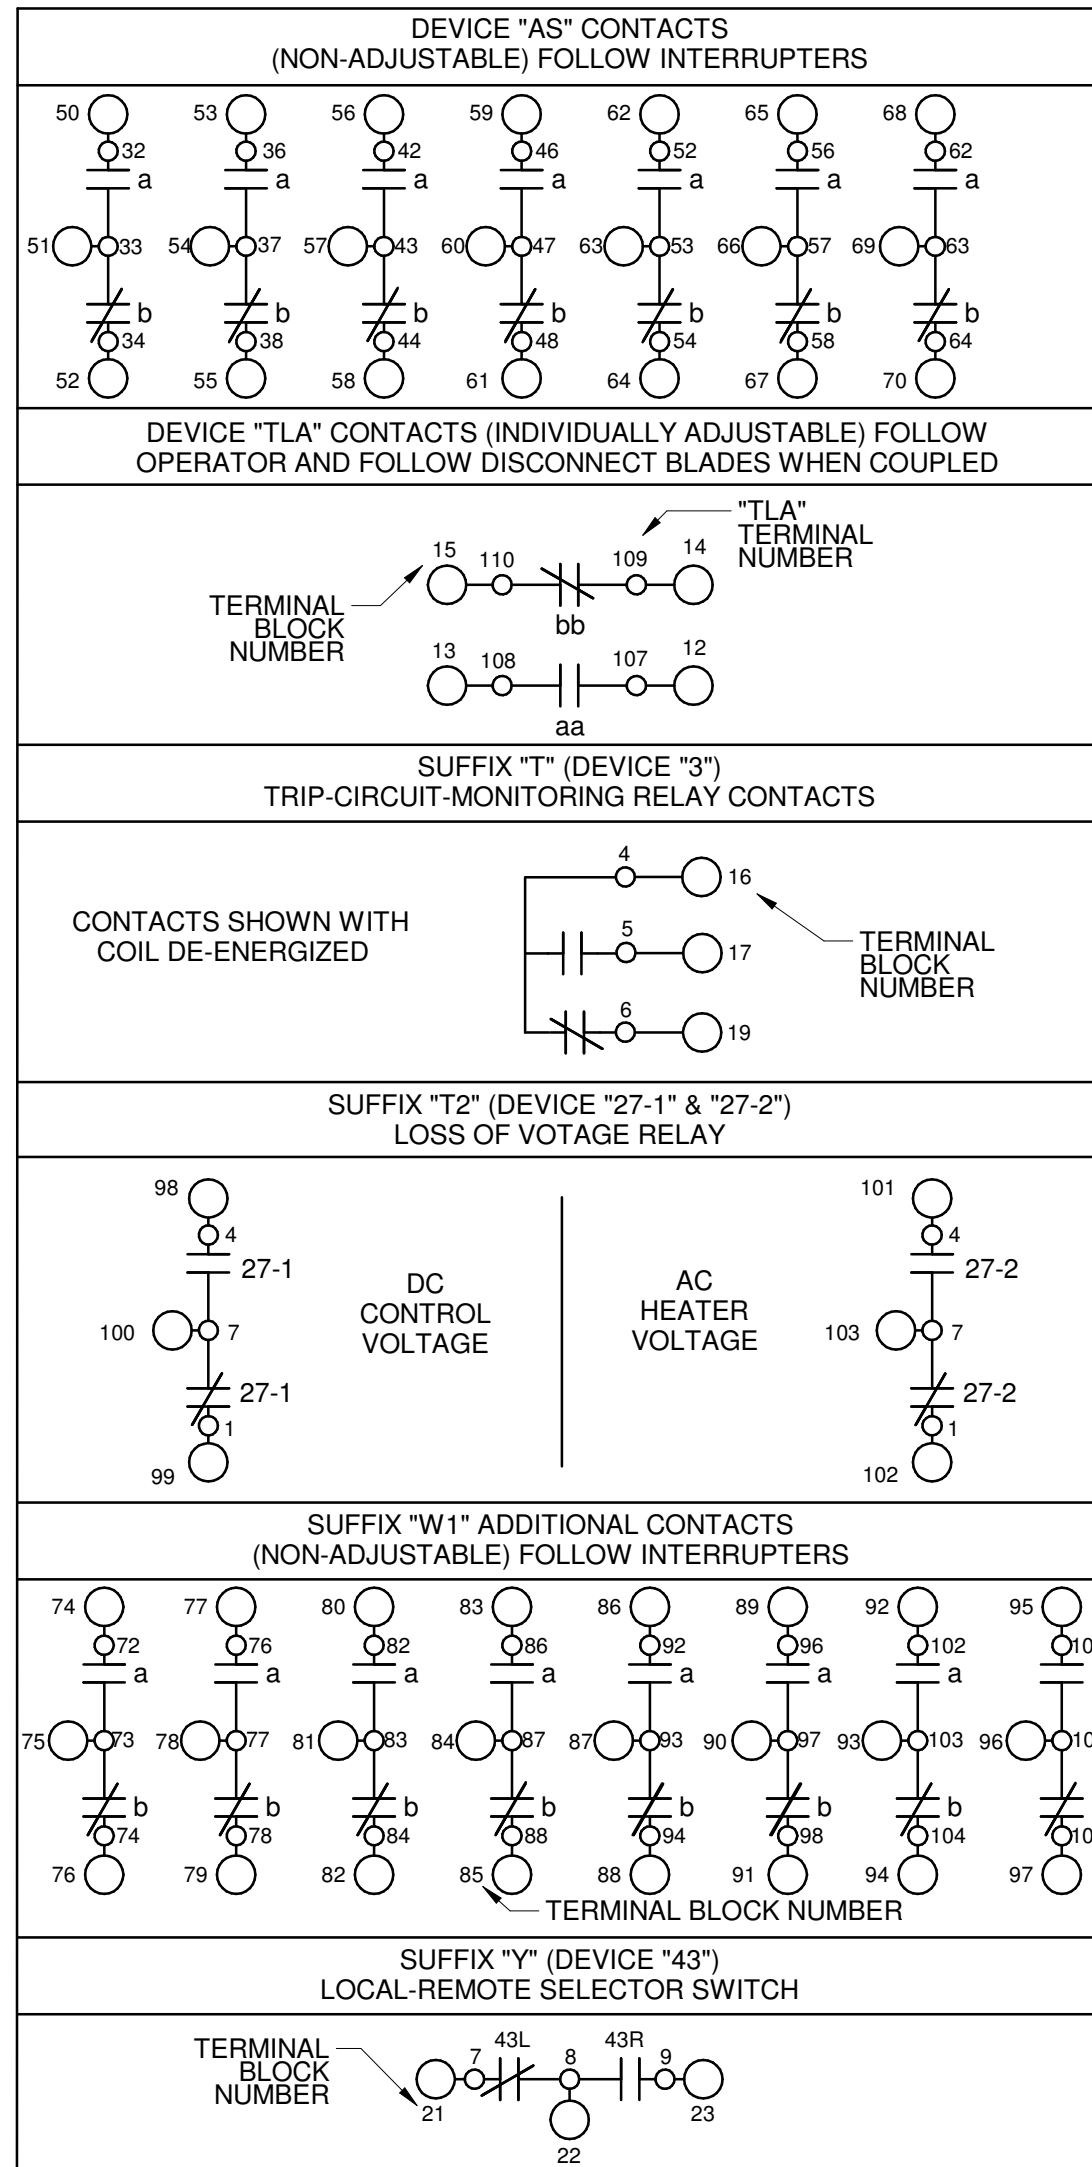 DEVICE "AS" CONTACTS
(NON-ADJUSTABLE) FOLLOW INTERRUPTERS
50 53 56 59 62 65 68
32 36 42 46 52 56 62
a a a a a a a
51 33 54 37 57 43 60 47 63 53 66 57 69 63
b b b b b b b
34 38 44 48 54 58 64
52 55 58 61 64 67 70
DEVICE "TLA" CONTACTS (INDIVIDUALLY ADJUSTABLE) FOLLOW
OPERATOR AND FOLLOW DISCONNECT BLADES WHEN COUPLED
"TLA"
TERMINAL
NUMBER
15 110 109 14
TERMINAL
BLOCK
NUMBER
bb
13 108 107 12
aa
SUFFIX "T" (DEVICE "3")
TRIP-CIRCUIT-MONITORING RELAY CONTACTS
CONTACTS SHOWN WITH
COIL DE-ENERGIZED
4 16
5 17
6 19
TERMINAL
BLOCK
NUMBER
SUFFIX "T2" (DEVICE "27-1" & "27-2")
LOSS OF VOTAGE RELAY
98
4
27-1
100 7
27-1
1
99
DC
CONTROL
VOLTAGE
AC
HEATER
VOLTAGE
101
4
27-2
103 7
27-2
1
102
SUFFIX "W1" ADDITIONAL CONTACTS
(NON-ADJUSTABLE) FOLLOW INTERRUPTERS
74 77 80 83 86 89 92 95
72 76 82 86 92 96 102 10
a a a a a a a
75 73 78 77 81 83 84 87 87 93 90 97 93 103 96 10
b b b b b b b
74 78 84 88 94 98 104 10
76 79 82 85 88 91 94 97
TERMINAL BLOCK NUMBER
SUFFIX "Y" (DEVICE "43")
LOCAL-REMOTE SELECTOR SWITCH
TERMINAL
BLOCK
NUMBER
7 43L 8 43R 9
21 22 23